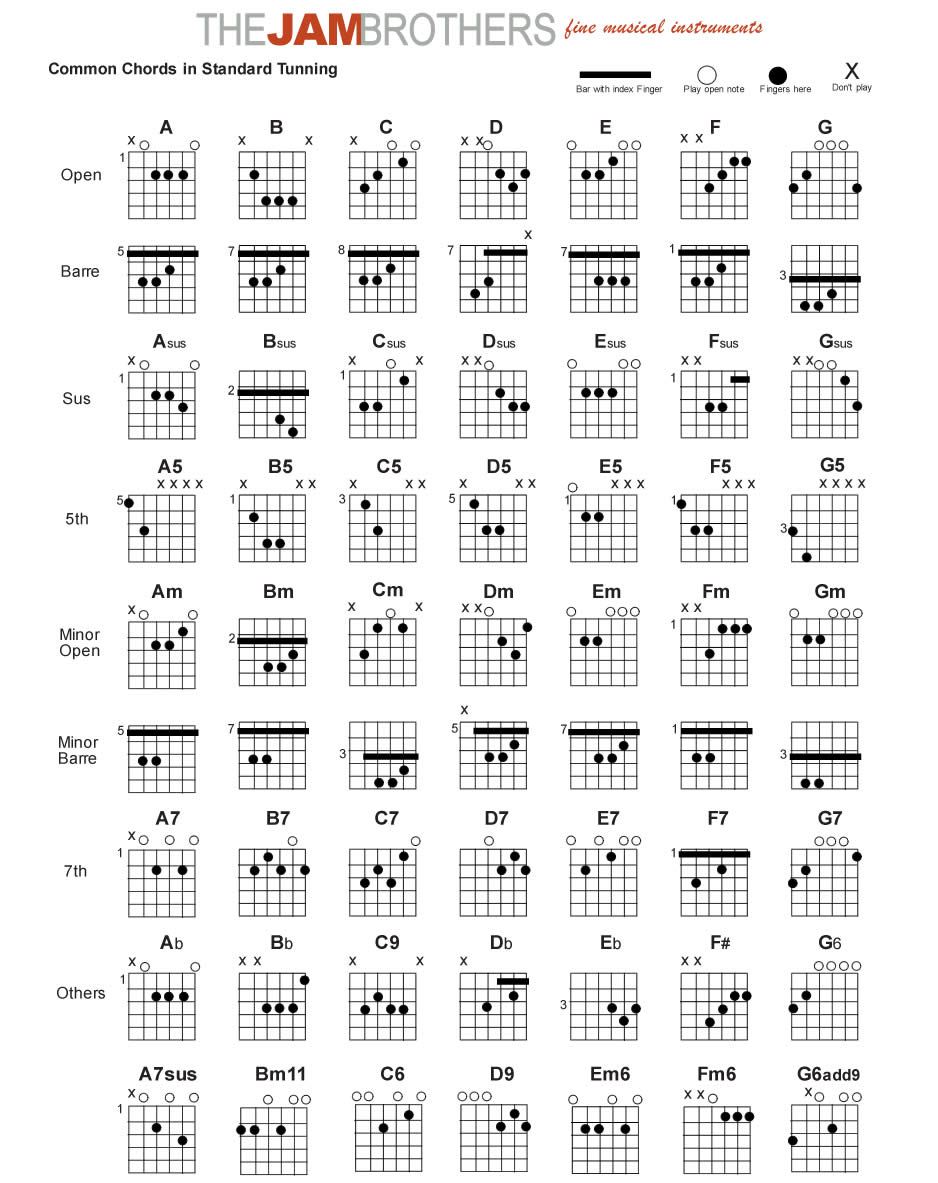 THEJAMBROTHERS fine musical instruments
Common Chords in Standard Tunning
X
Bar with index Finger Play open note Fingers here Don't play
A B C D E F G
x x x x x x x x
1
Open
x
5 7 8 7 7 1
3
Barre
Asus Bsus Csus Dsus Esus Fsus Gsus
x x x x x x x x x
1 1 1
2
Sus
A5 B5 C5 D5 E5 F5 G5
x x x x x x x x x x x x x x x x x x x x x x x
5 1 3 5 1 1
3
5th
Am Bm Cm Dm Em Fm Gm
x x x x x x x
2 1
Minor
Open
x
5 7 5 7 1
3 3
Minor
Barre
A7 B7 C7 D7 E7 F7 G7
x
1 1
7th
Ab Bb C9 Db Eb F# G6
x x x x x x x x
1
3
Others
A7sus Bm11 C6 D9 Em6 Fm6 G6add9
x x x x
1